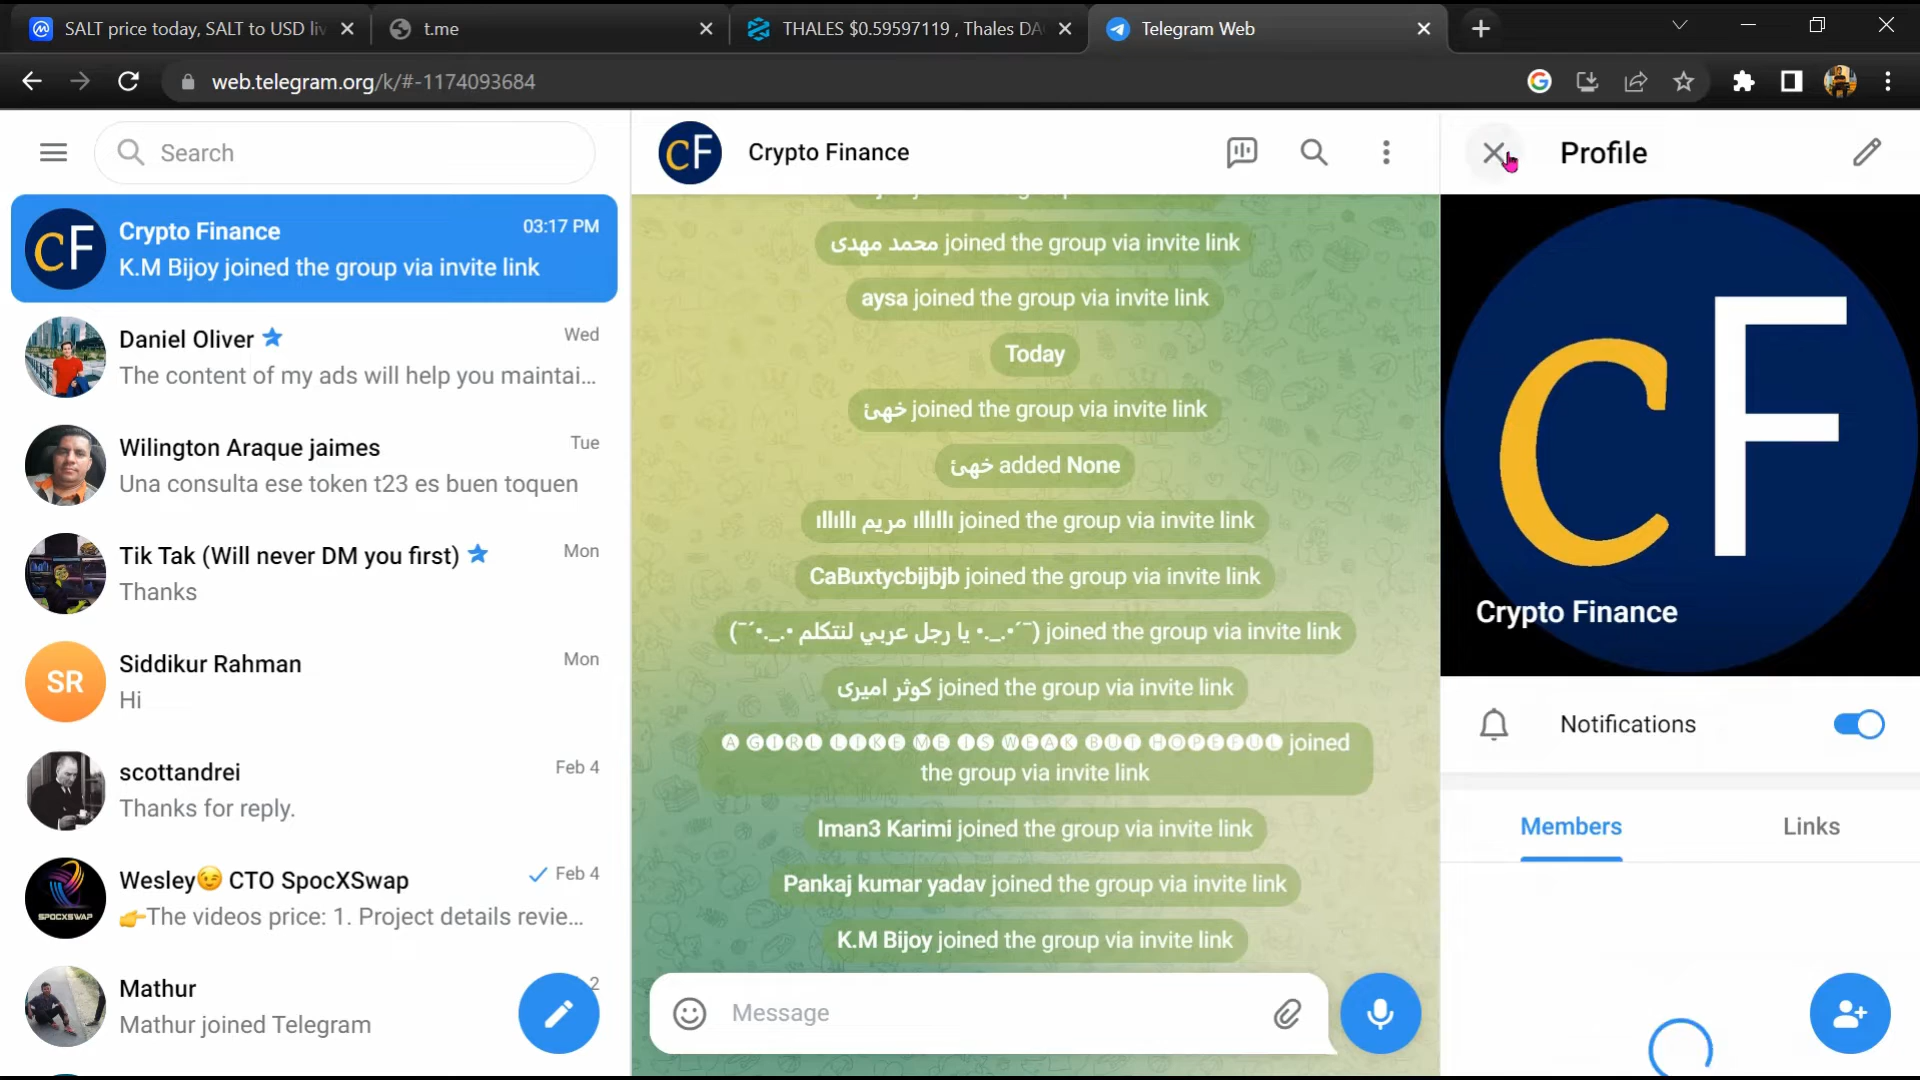 SALT price today, SALT to USD liv
t.me
THALES $0.59597119 , Thales DA
Telegram Web
web.telegram.org/k/#-1174093684
Search
Crypto Finance
03:17 PM
K.M Bijoy joined the group via invite link
Daniel Oliver
Wed
The content of my ads will help you maintai...
Wilington Araque jaimes
Tue
Una consulta ese token t23 es buen toquen
Tik Tak (Will never DM you first)
Mon
Thanks
SR
Siddikur Rahman
Mon
Hi
scottandrei
Feb 4
Thanks for reply.
SPOCXSWAP
Wesley😉 CTO SpocXSwap
Feb 4
👉The videos price: 1. Project details revie...
Mathur
2
Mathur joined Telegram
CF
Crypto Finance
محمد مهدی joined the group via invite link
aysa joined the group via invite link
Today
خهئ joined the group via invite link
خهئ added None
ıllıllı مریم ıllıllı joined the group via invite link
CaBuxtycbijbjb joined the group via invite link
(¯´•._.• يا رجل عربي لنتكلم •._.•´¯) joined the group via invite link
کوثر امیری joined the group via invite link
🅐 🅖🅘🅡🅛 🅛🅘🅚🅔 🅜🅔 🅘🅢 🅦🅔🅐🅚 🅑🅤🅣 🅗🅞🅟🅔🅕🅤🅛 joined
the group via invite link
Iman3 Karimi joined the group via invite link
Pankaj kumar yadav joined the group via invite link
K.M Bijoy joined the group via invite link
Message
Profile
CF
Crypto Finance
Notifications
Members
Links